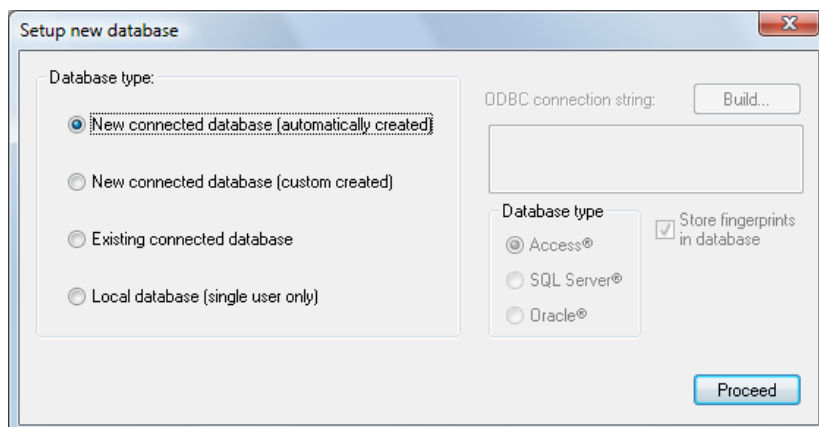 Setup new database
Database type:
New connected database (automatically created)
New connected database (custom created)
Existing connected database
Local database (single user only)
ODBC connection string:
Build...
Database type
Access®
SQL Server®
Oracle®
Store fingerprints
in database
Proceed